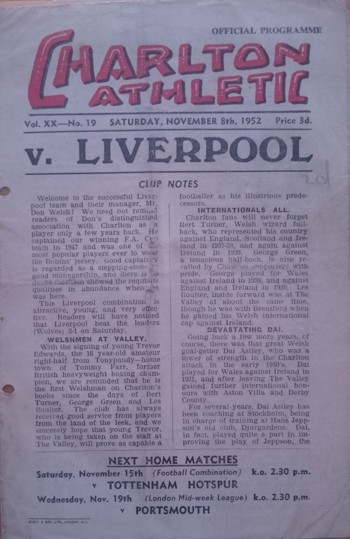 OFFICIAL PROGRAMME
CHARLTON
ATHLETIC
Vol. XX—No. 19 SATURDAY, NOVEMBER 8th, 1952 Price 3d.
v. LIVERPOOL
CLUB NOTES
Welcome to the successful Liver-
pool team and their manager, Mr.
Don Welsh! We need not remind
readers of Don's distinguished
association with Charlton as a
player only a few years back. He
captained our winning F.A. Cup
team in 1947 and was one of the
most popular players ever to wear
the Robins' jersey. Good captaincy
is regarded as a stepping-stone to
good managership, and there is
no doubt Don showed the requisite
qualities in abundance when he
was here.
This Liverpool combination is
attractive, young, and very effec-
tive. Readers will have noticed
that Liverpool beat the leaders
(Wolves) 2-1 on Saturday.
WELSHMEN AT VALLEY.
With the signing of young Trevor
Edwards, the 16 year-old amateur
right-half from Tonypandy—home
town of Tommy Farr, former
British heavyweight boxing cham-
pion, we are reminded that he is
the first Welshman on Charlton's
books since the days of Bert
Turner, George Green and Les
Boulter. The club has always
received good service from players
from the land of the leek, and we
sincerely hope that young Trevor,
who is being taken on the staff at
The Valley, will prove as capable a
footballer as his illustrious prede-
cessors.
INTERNATIONALS ALL.
Charlton fans will never forget
Bert Turner, Welsh wizard full-
back, who represented his country
against England, Scotland and Ire-
land in 1937-38, and again against
Ireland in 1939. George Green,
a tenacious half-back, is also re-
called by Charlton supporters with
pride. George played for Wales
against Ireland in 1938, and against
England and Ireland in 1939. Les
Boulter, inside forward was at The
Valley at about the same time,
though he was with Brentford when
he gained his Welsh international
cap against Ireland.
DEVASTATING DAI.
Going back a few more years, of
course, there was that great Welsh
goal-getter Dai Astley, who was a
tower of strength in the Charlton
attack in the early 1930's. Dai
played for Wales against Ireland in
1931, and after leaving The Valley
gained further international hon-
ours with Aston Villa and Derby
County.
For several years, Dai Astley has
been coaching at Stockholm, being
in charge of training at Hans Jepp-
son's old club, Djurgardens. Dai,
in fact, played quite a part in im-
proving the play of Jeppson, the
NEXT HOME MATCHES
Saturday, November 15th (Football Combination) k.o. 2.30 p.m.
v TOTTENHAM HOTSPUR
Wednesday, Nov. 19th (London Mid-week League) k.o. 2.30 p.m.
v PORTSMOUTH